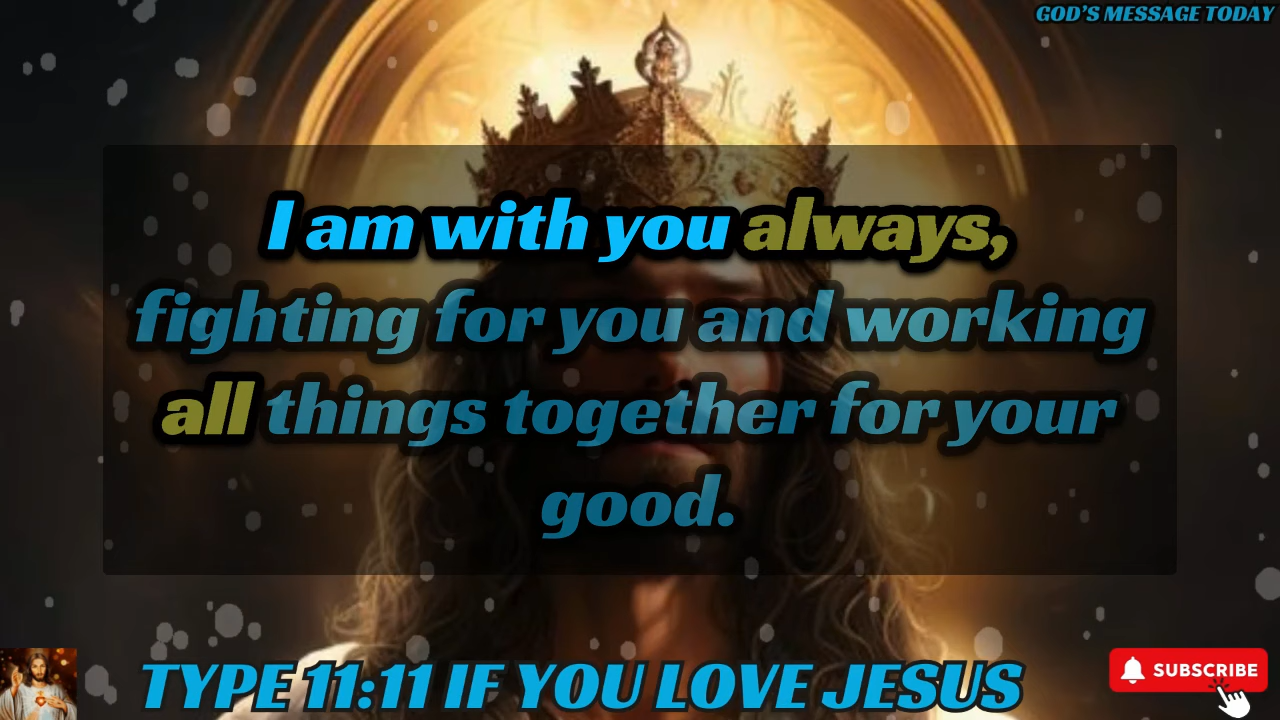 GOD'S MESSAGE TODAY
I am with you always,
fighting for you and working
all things together for your
good.
TYPE 11:11 IF YOU LOVE JESUS
SUBSCRIBE